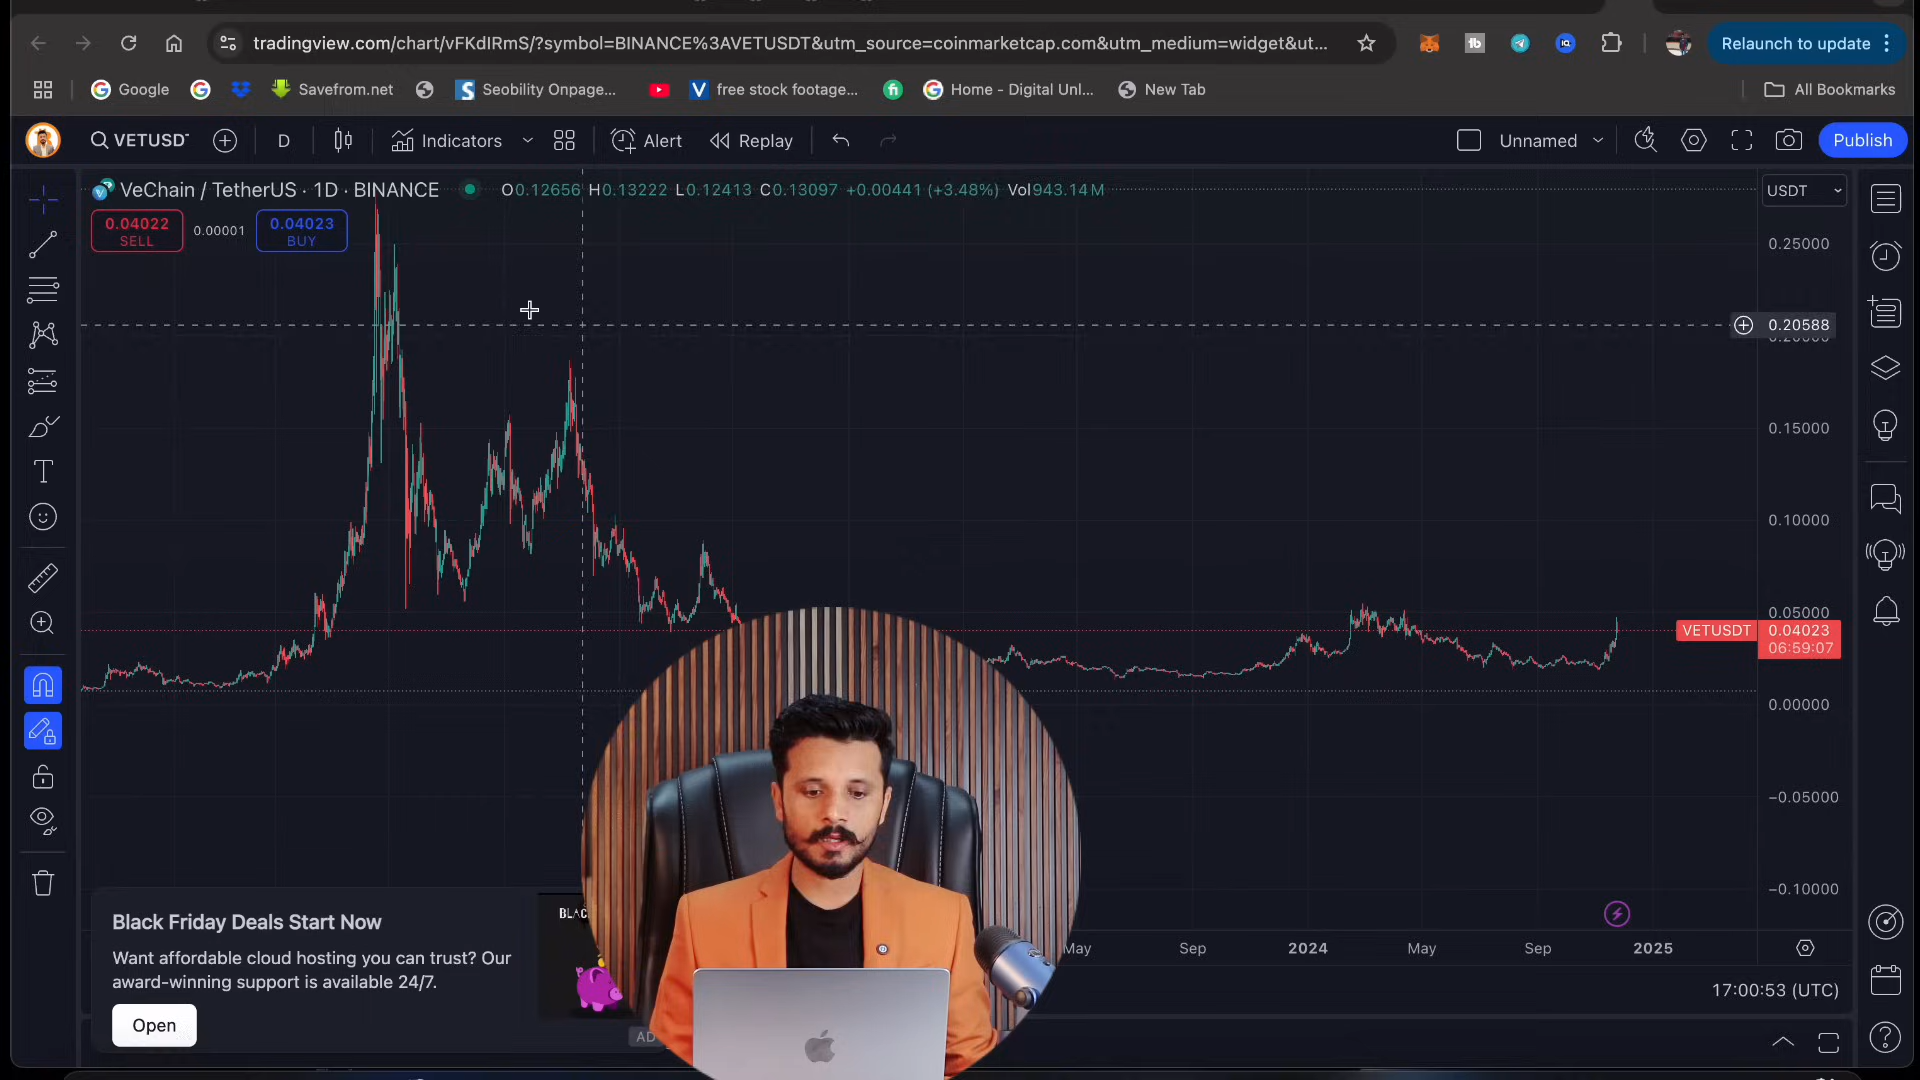 tradingview.com/chart/vFKdIRmS/?symbol=BINANCE%3AVETUSDT&utm_source=coinmarketcap.com&utm_medium=widget&ut...
Relaunch to update
Google
Savefrom.net
Seobility Onpage...
free stock footage...
Home - Digital Unl...
New Tab
All Bookmarks
VETUSD
D
Indicators
Alert
Replay
Unnamed
Publish
VeChain / TetherUS · 1D · BINANCE
O0.12656 H0.13222 L0.12413 C0.13097 +0.00441 (+3.48%) Vol943.14M
USDT
0.04022
SELL
0.00001
0.04023
BUY
0.25000
0.20588
0.20000
0.15000
0.10000
0.05000
VETUSDT
0.04023
06:59:07
0.00000
−0.05000
−0.10000
May
Sep
2024
May
Sep
2025
17:00:53 (UTC)
Black Friday Deals Start Now
Want affordable cloud hosting you can trust? Our
award-winning support is available 24/7.
Open
AD